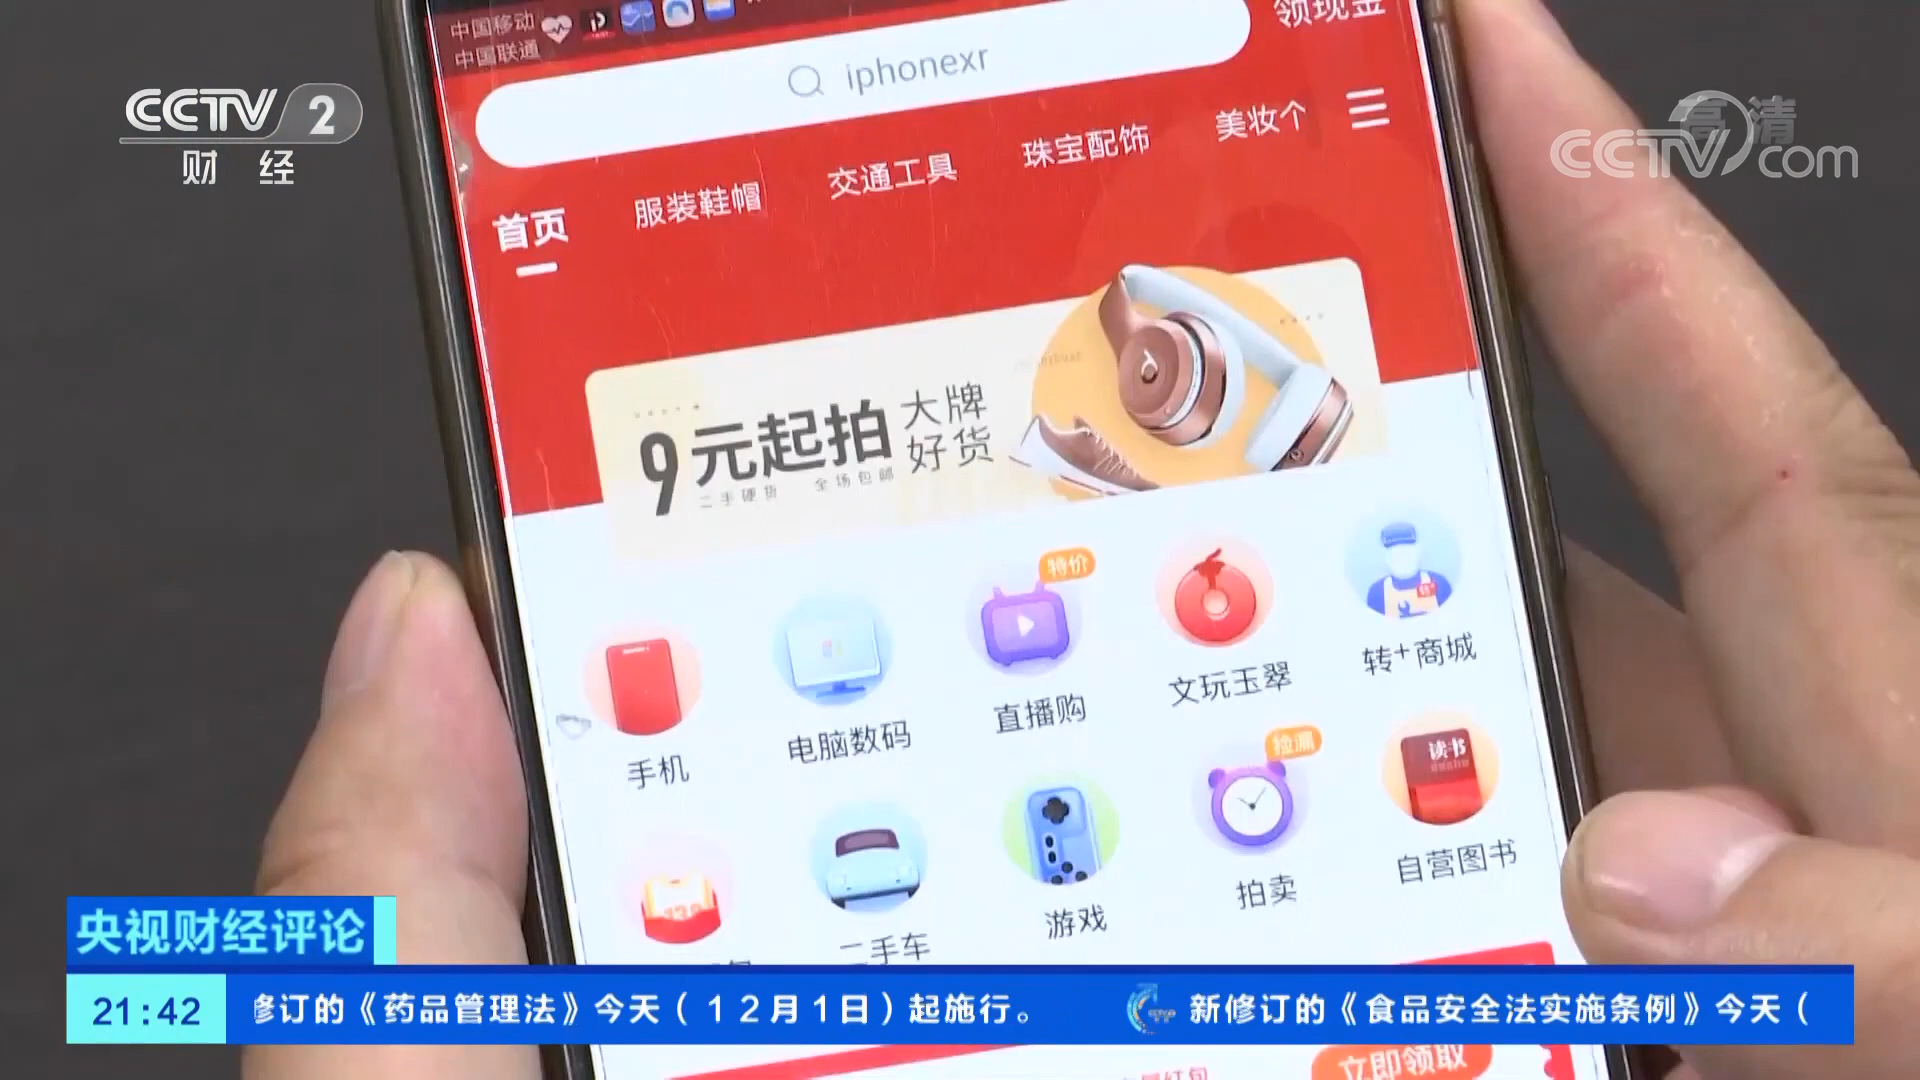 中国移动
中国联通
领现金
iphonexr
CCTV 2
财 经
高清
CCTV.com
首页
服装鞋帽
交通工具
珠宝配饰
美妆个
9元起拍
大牌
好货
二手硬货 全场包邮
特价
手机
电脑数码
直播购
文玩玉翠
转+商城
捡漏
读书
二手车
游戏
拍卖
自营图书
央视财经评论
21:42
修订的《药品管理法》今天(12月1日)起施行。
新修订的《食品安全法实施条例》今天(
立即领取